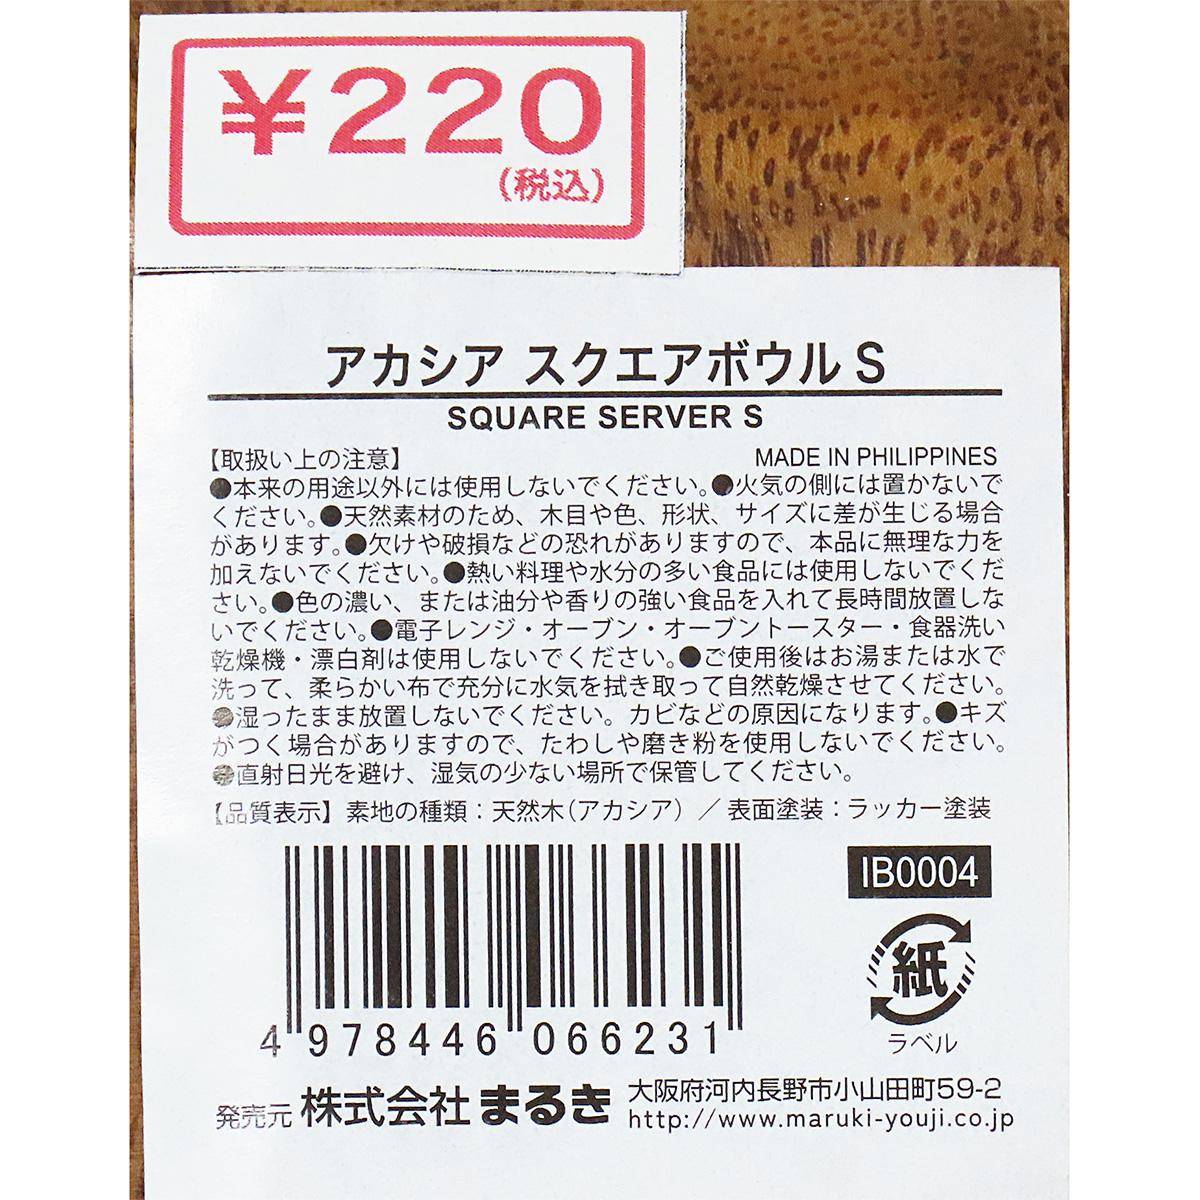 ¥220
(税込)
アカシア スクエアボウル S
SQUARE SERVER S
【取扱い上の注意】 MADE IN PHILIPPINES
●本来の用途以外には使用しないでください。●火気の側には置かないで
ください。●天然素材のため、木目や色、形状、サイズに差が生じる場合
があります。●欠けや破損などの恐れがありますので、本品に無理な力を
加えないでください。●熱い料理や水分の多い食品には使用しないでくだ
さい。●色の濃い、または油分や香りの強い食品を入れて長時間放置しな
いでください。●電子レンジ・オーブン・オーブントースター・食器洗い
乾燥機・漂白剤は使用しないでください。●ご使用後はお湯または水で
洗って、柔らかい布で充分に水気を拭き取って自然乾燥させてください。
●湿ったまま放置しないでください。カビなどの原因になります。●キズ
がつく場合がありますので、たわしや磨き粉を使用しないでください。
●直射日光を避け、湿気の少ない場所で保管してください。
【品質表示】素地の種類：天然木（アカシア）／表面塗装：ラッカー塗装
IB0004
紙
ラベル
4 978446 066231
発売元 株式会社 まるき 大阪府河内長野市小山田町59-2
http://www.maruki-youji.co.jp